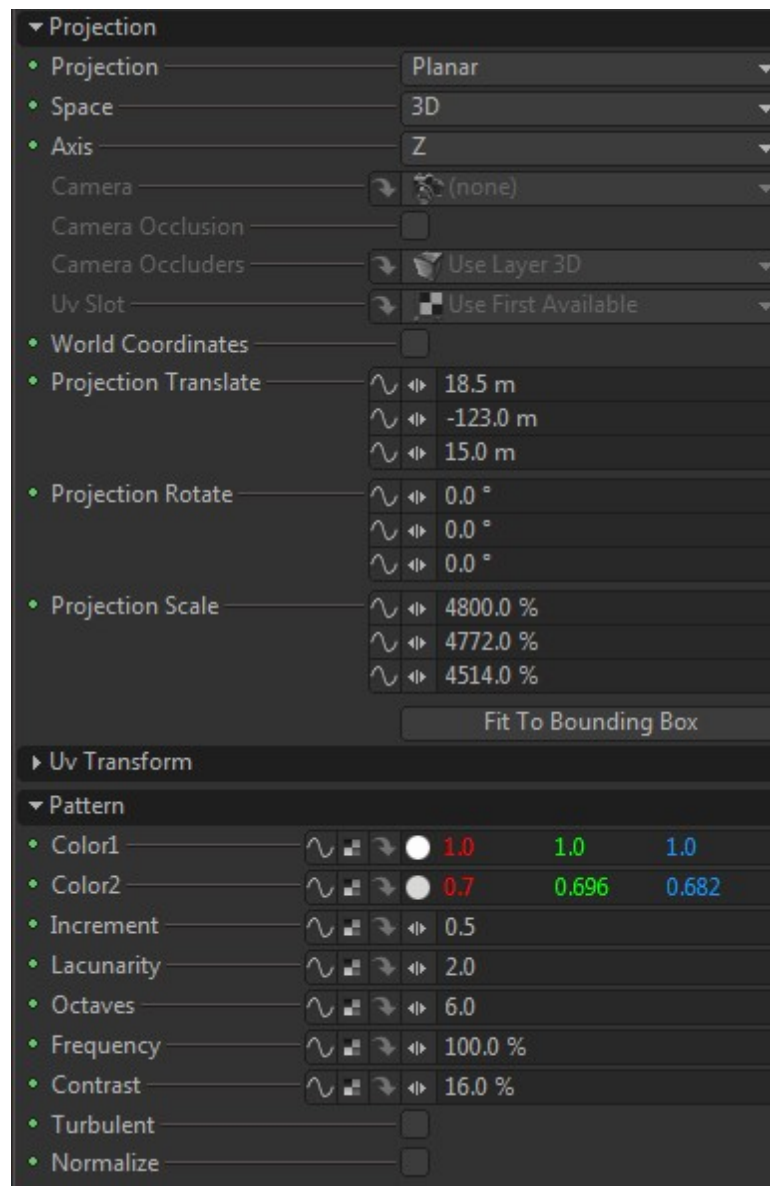 Projection
Projection Planar
Space 3D
Axis Z
Camera (none)
Camera Occlusion
Camera Occluders Use Layer 3D
Uv Slot Use First Available
World Coordinates
Projection Translate 18.5 m
-123.0 m
15.0 m
Projection Rotate 0.0 °
0.0 °
0.0 °
Projection Scale 4800.0 %
4772.0 %
4514.0 %
Fit To Bounding Box
Uv Transform
Pattern
Color1 1.0 1.0 1.0
Color2 0.7 0.696 0.682
Increment 0.5
Lacunarity 2.0
Octaves 6.0
Frequency 100.0 %
Contrast 16.0 %
Turbulent
Normalize